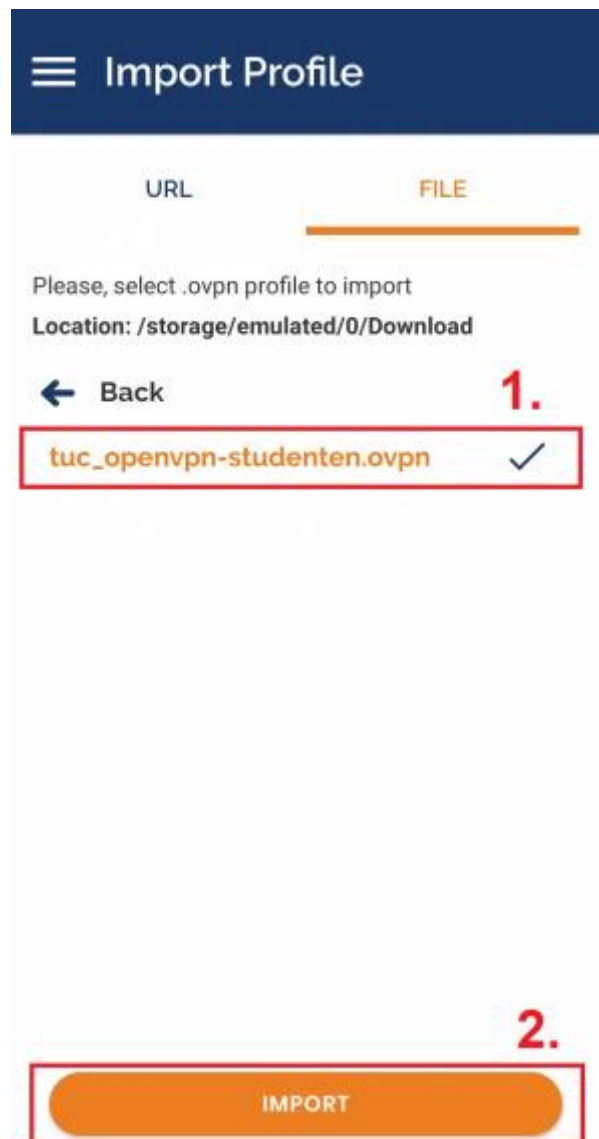 Import Profile
URL FILE
Please, select .ovpn profile to import
Location: /storage/emulated/0/Download
Back
1.
tuc_openvpn-studenten.ovpn
2.
IMPORT